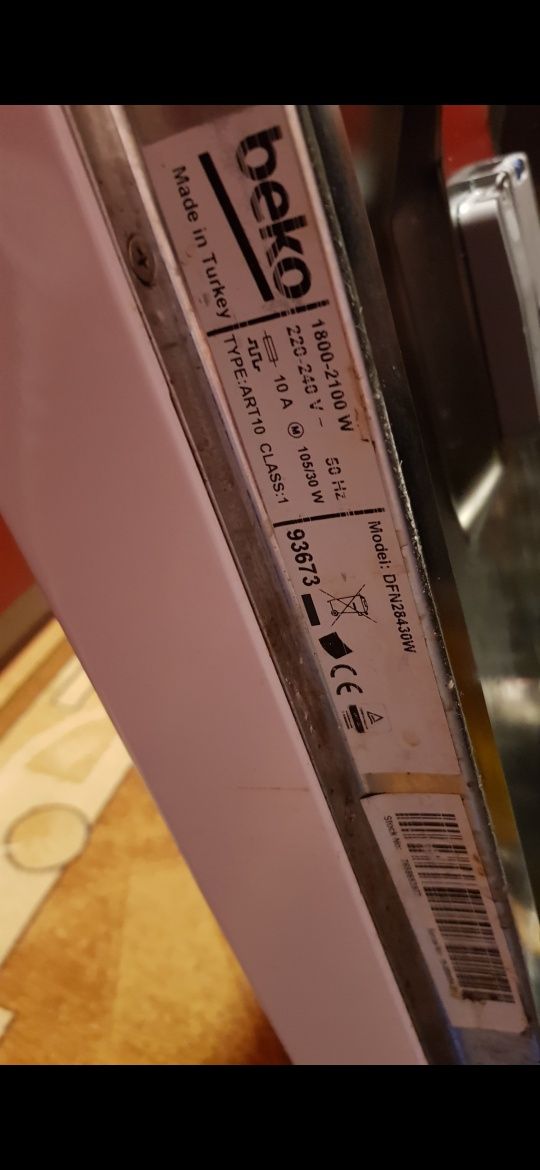 beko
Made in Turkey
1800-2100 W
220-240 V ~ 50 Hz
10 A M 105/30 W
TYPE:ART10 CLASS:1
Model: DFN28430W
93673
CE
Stock No: